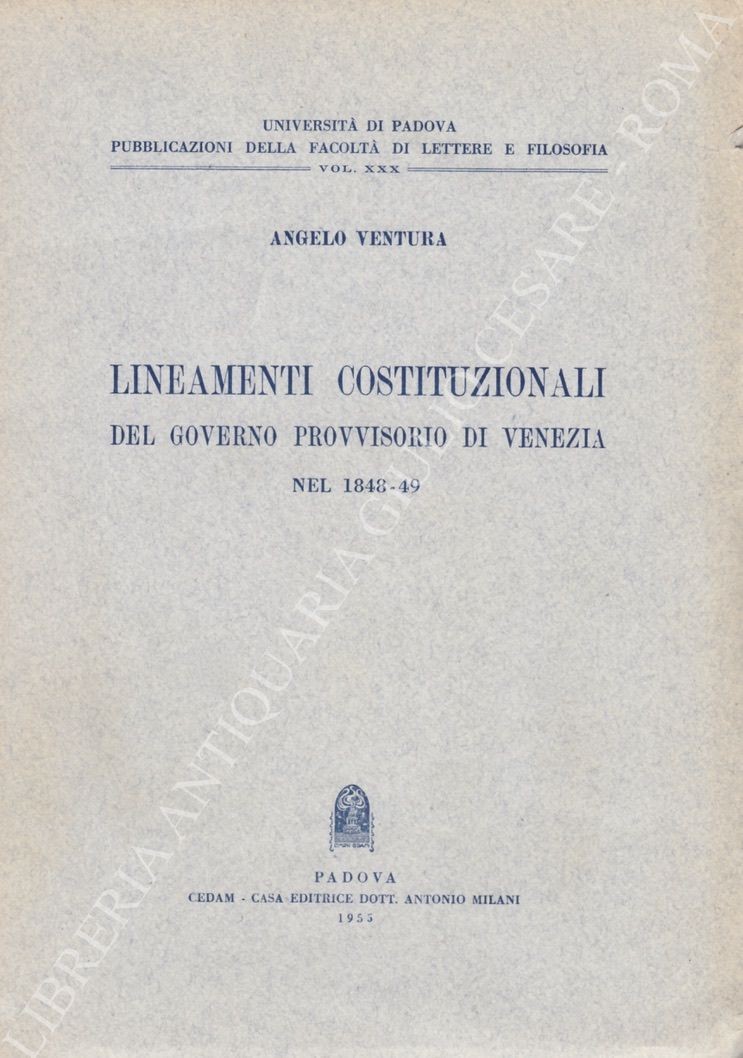 UNIVERSITÀ DI PADOVA
PUBBLICAZIONI DELLA FACOLTÀ DI LETTERE E FILOSOFIA
VOL. XXX
ANGELO VENTURA
LINEAMENTI COSTITUZIONALI
DEL GOVERNO PROVVISORIO DI VENEZIA
NEL 1848-49
PADOVA
CEDAM - CASA EDITRICE DOTT. ANTONIO MILANI
1955
LIBRERIA ANTIQUARIA GIULIO CESARE - ROMA